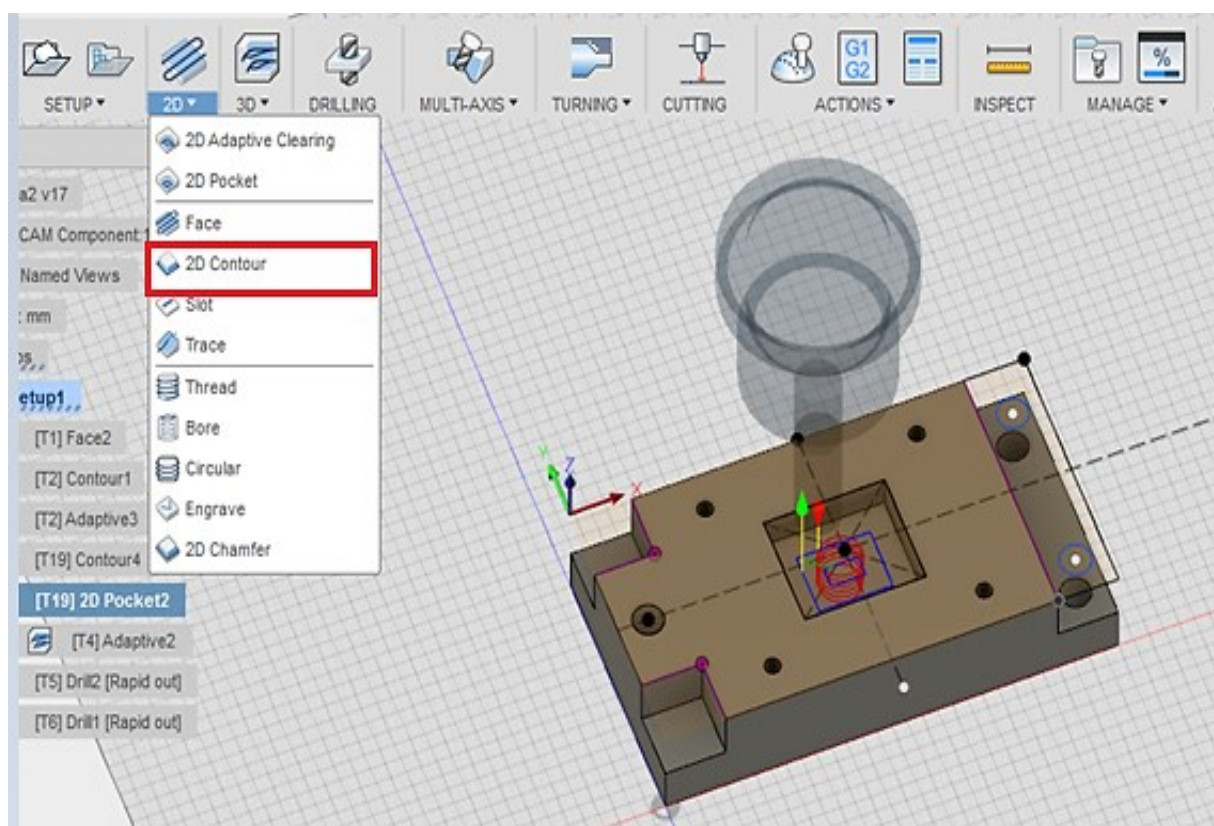 SETUP
2D
3D
DRILLING
MULTI-AXIS
TURNING
CUTTING
G1
G2
ACTIONS
INSPECT
%
MANAGE
2D Adaptive Clearing
2D Pocket
Face
2D Contour
Slot
Trace
Thread
Bore
Circular
Engrave
2D Chamfer
a2 v17
CAM Component:1
Named Views
: mm
etup1
[T1] Face2
[T2] Contour1
[T2] Adaptive3
[T19] Contour4
[T19] 2D Pocket2
[T4] Adaptive2
[T5] Drill2 [Rapid out]
[T6] Drill1 [Rapid out]
Y
Z
X